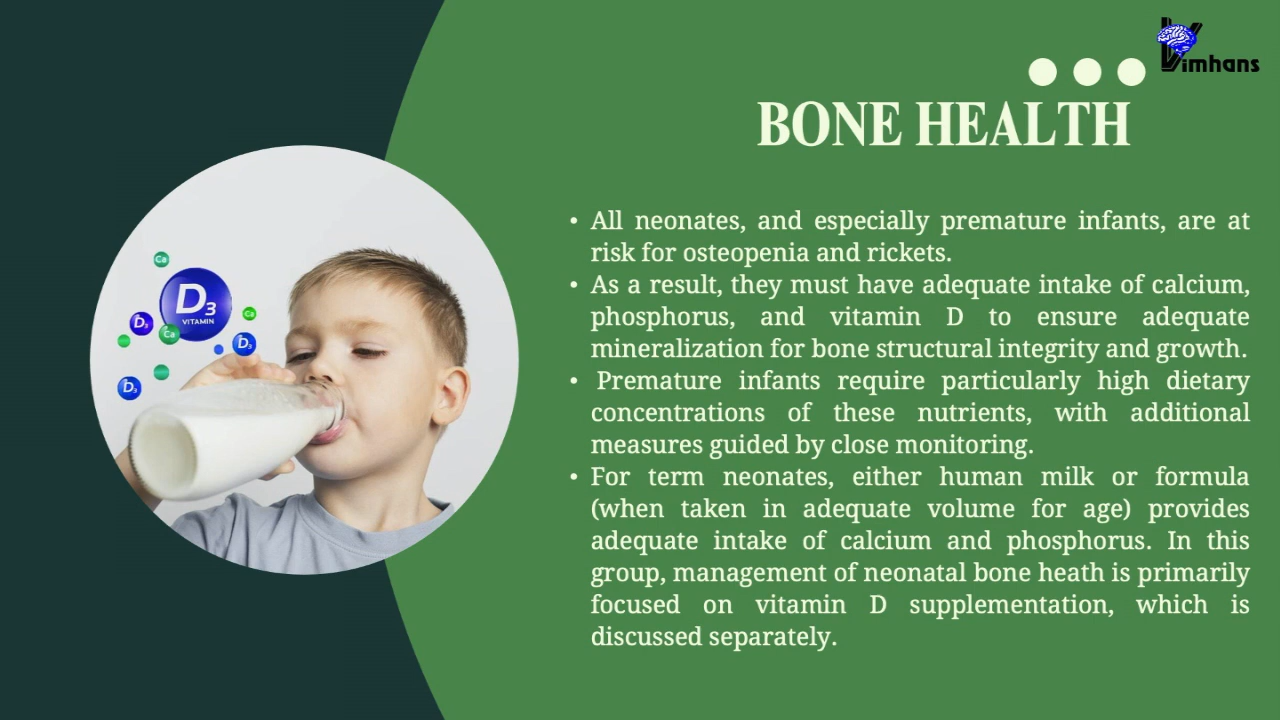 Vimhans
BONE HEALTH
• All neonates, and especially premature infants, are at
risk for osteopenia and rickets.
• As a result, they must have adequate intake of calcium,
phosphorus, and vitamin D to ensure adequate
mineralization for bone structural integrity and growth.
• Premature infants require particularly high dietary
concentrations of these nutrients, with additional
measures guided by close monitoring.
• For term neonates, either human milk or formula
(when taken in adequate volume for age) provides
adequate intake of calcium and phosphorus. In this
group, management of neonatal bone heath is primarily
focused on vitamin D supplementation, which is
discussed separately.
Ca
D3
VITAMIN
D3
Ca
Ca
D3
D3